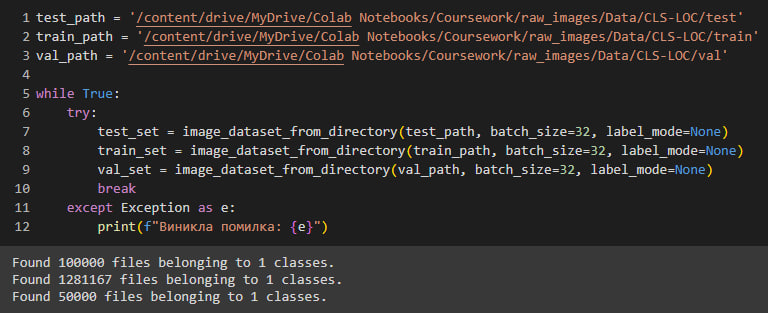 1 test_path = '/content/drive/MyDrive/Colab Notebooks/Coursework/raw_images/Data/CLS-LOC/test'
2 train_path = '/content/drive/MyDrive/Colab Notebooks/Coursework/raw_images/Data/CLS-LOC/train'
3 val_path = '/content/drive/MyDrive/Colab Notebooks/Coursework/raw_images/Data/CLS-LOC/val'
4
5 while True:
6     try:
7         test_set = image_dataset_from_directory(test_path, batch_size=32, label_mode=None)
8         train_set = image_dataset_from_directory(train_path, batch_size=32, label_mode=None)
9         val_set = image_dataset_from_directory(val_path, batch_size=32, label_mode=None)
10         break
11     except Exception as e:
12         print(f"Виникла помилка: {e}")
Found 100000 files belonging to 1 classes.
Found 1281167 files belonging to 1 classes.
Found 50000 files belonging to 1 classes.